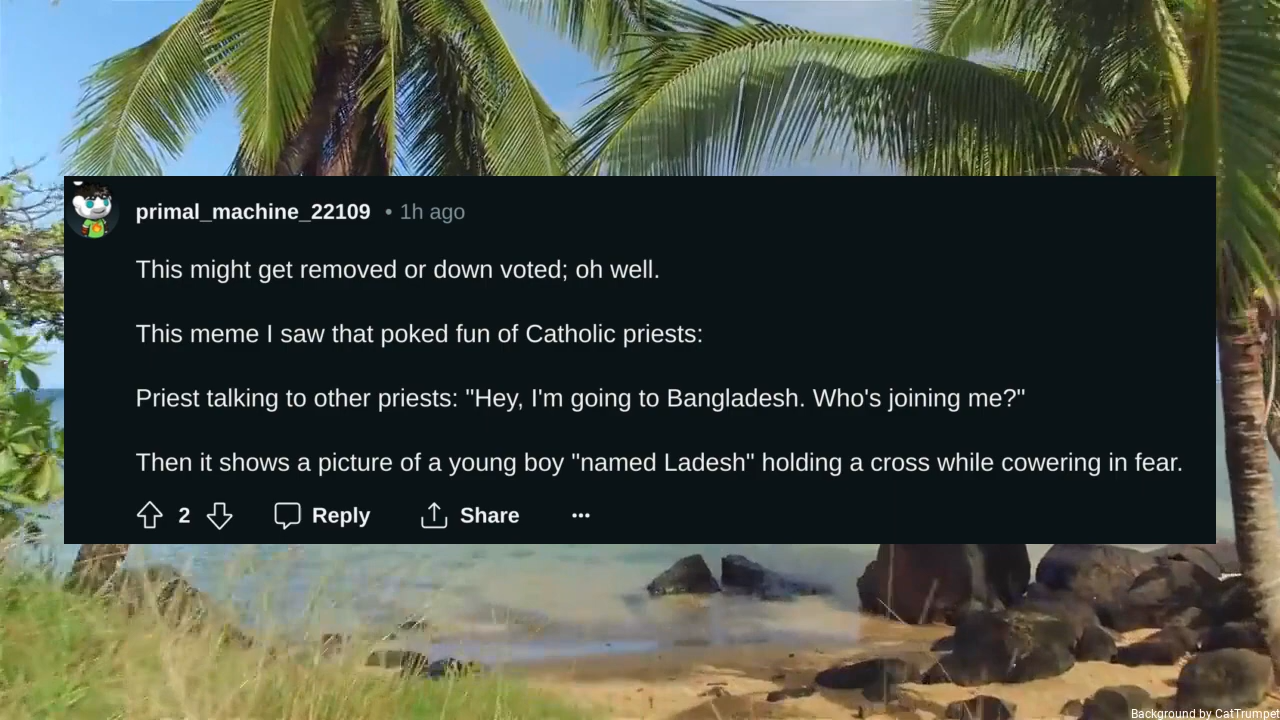 primal_machine_22109 • 1h ago
This might get removed or down voted; oh well.
This meme I saw that poked fun of Catholic priests:
Priest talking to other priests: "Hey, I'm going to Bangladesh. Who's joining me?"
Then it shows a picture of a young boy "named Ladesh" holding a cross while cowering in fear.
2 Reply Share ···
Background by CatTrumpet